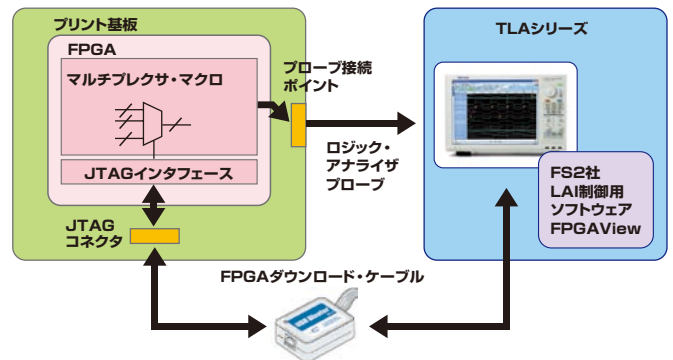 プリント基板
FPGA
マルチプレクサ・マクロ
JTAGインタフェース
JTAG
コネクタ
プローブ接続
ポイント
ロジック・
アナライザ
プローブ
TLAシリーズ
FS2社
LAI制御用
ソフトウェア
FPGAView
FPGAダウンロード・ケーブル